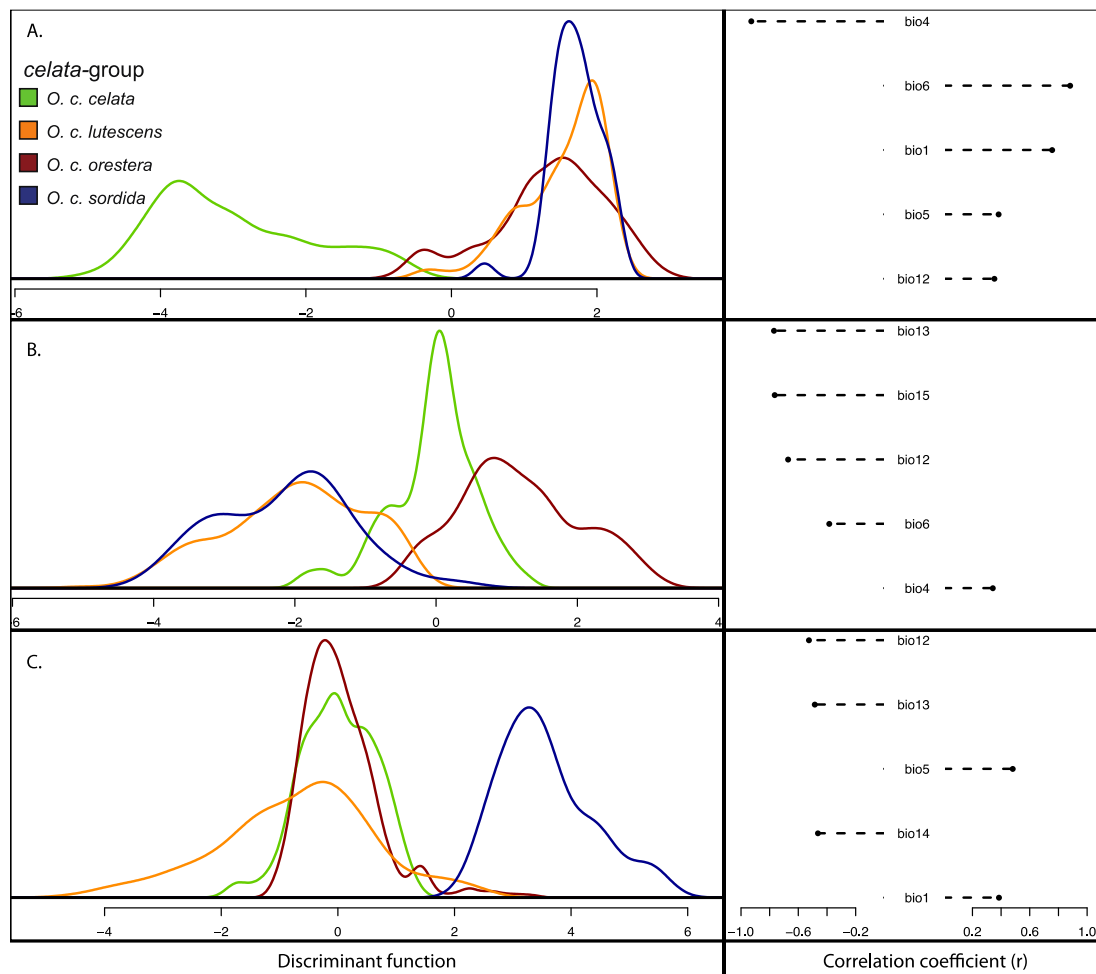 A.
celata-group
O. c. celata
O. c. lutescens
O. c. orestera
O. c. sordida
-6 -4 -2 0 2
bio4
bio6
bio1
bio5
bio12
B.
-6 -4 -2 0 2 4
bio13
bio15
bio12
bio6
bio4
C.
-4 -2 0 2 4 6
Discriminant function
bio12
bio13
bio5
bio14
bio1
-1.0 -0.6 -0.2 0.2 0.6 1.0
Correlation coefficient (r)